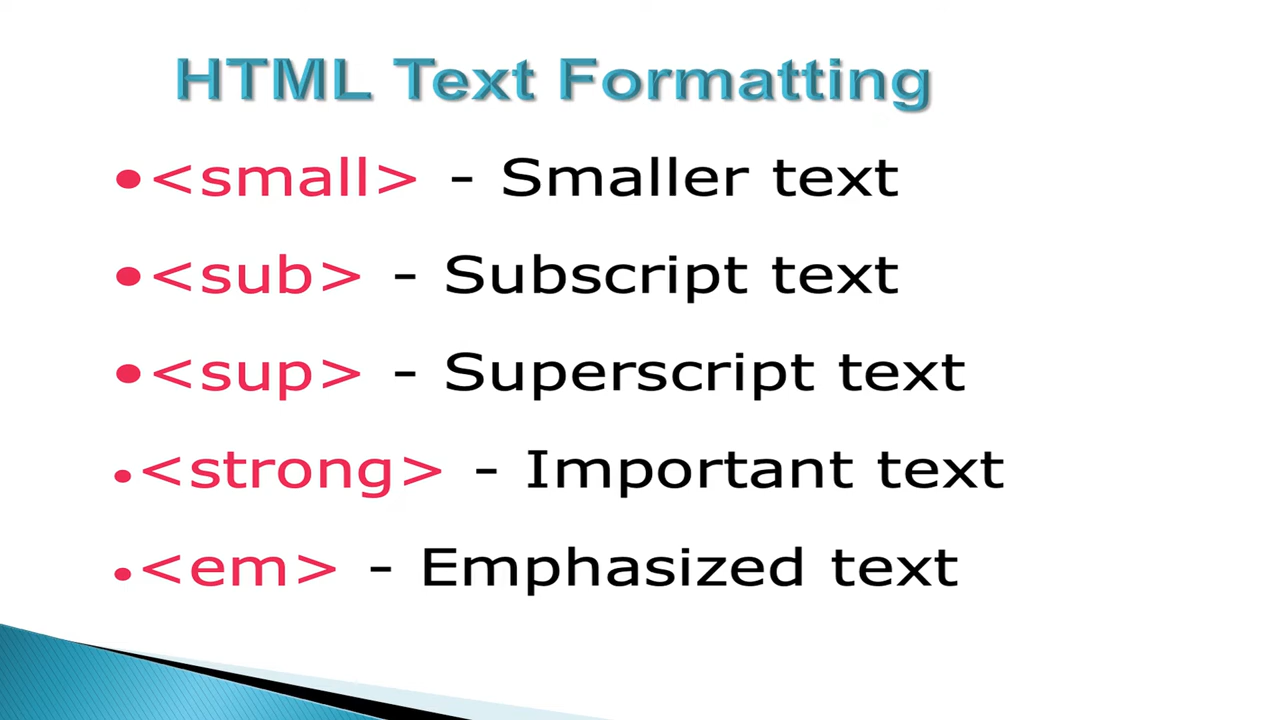 HTML Text Formatting
•<small> - Smaller text
•<sub> - Subscript text
•<sup> - Superscript text
•<strong> - Important text
•<em> - Emphasized text